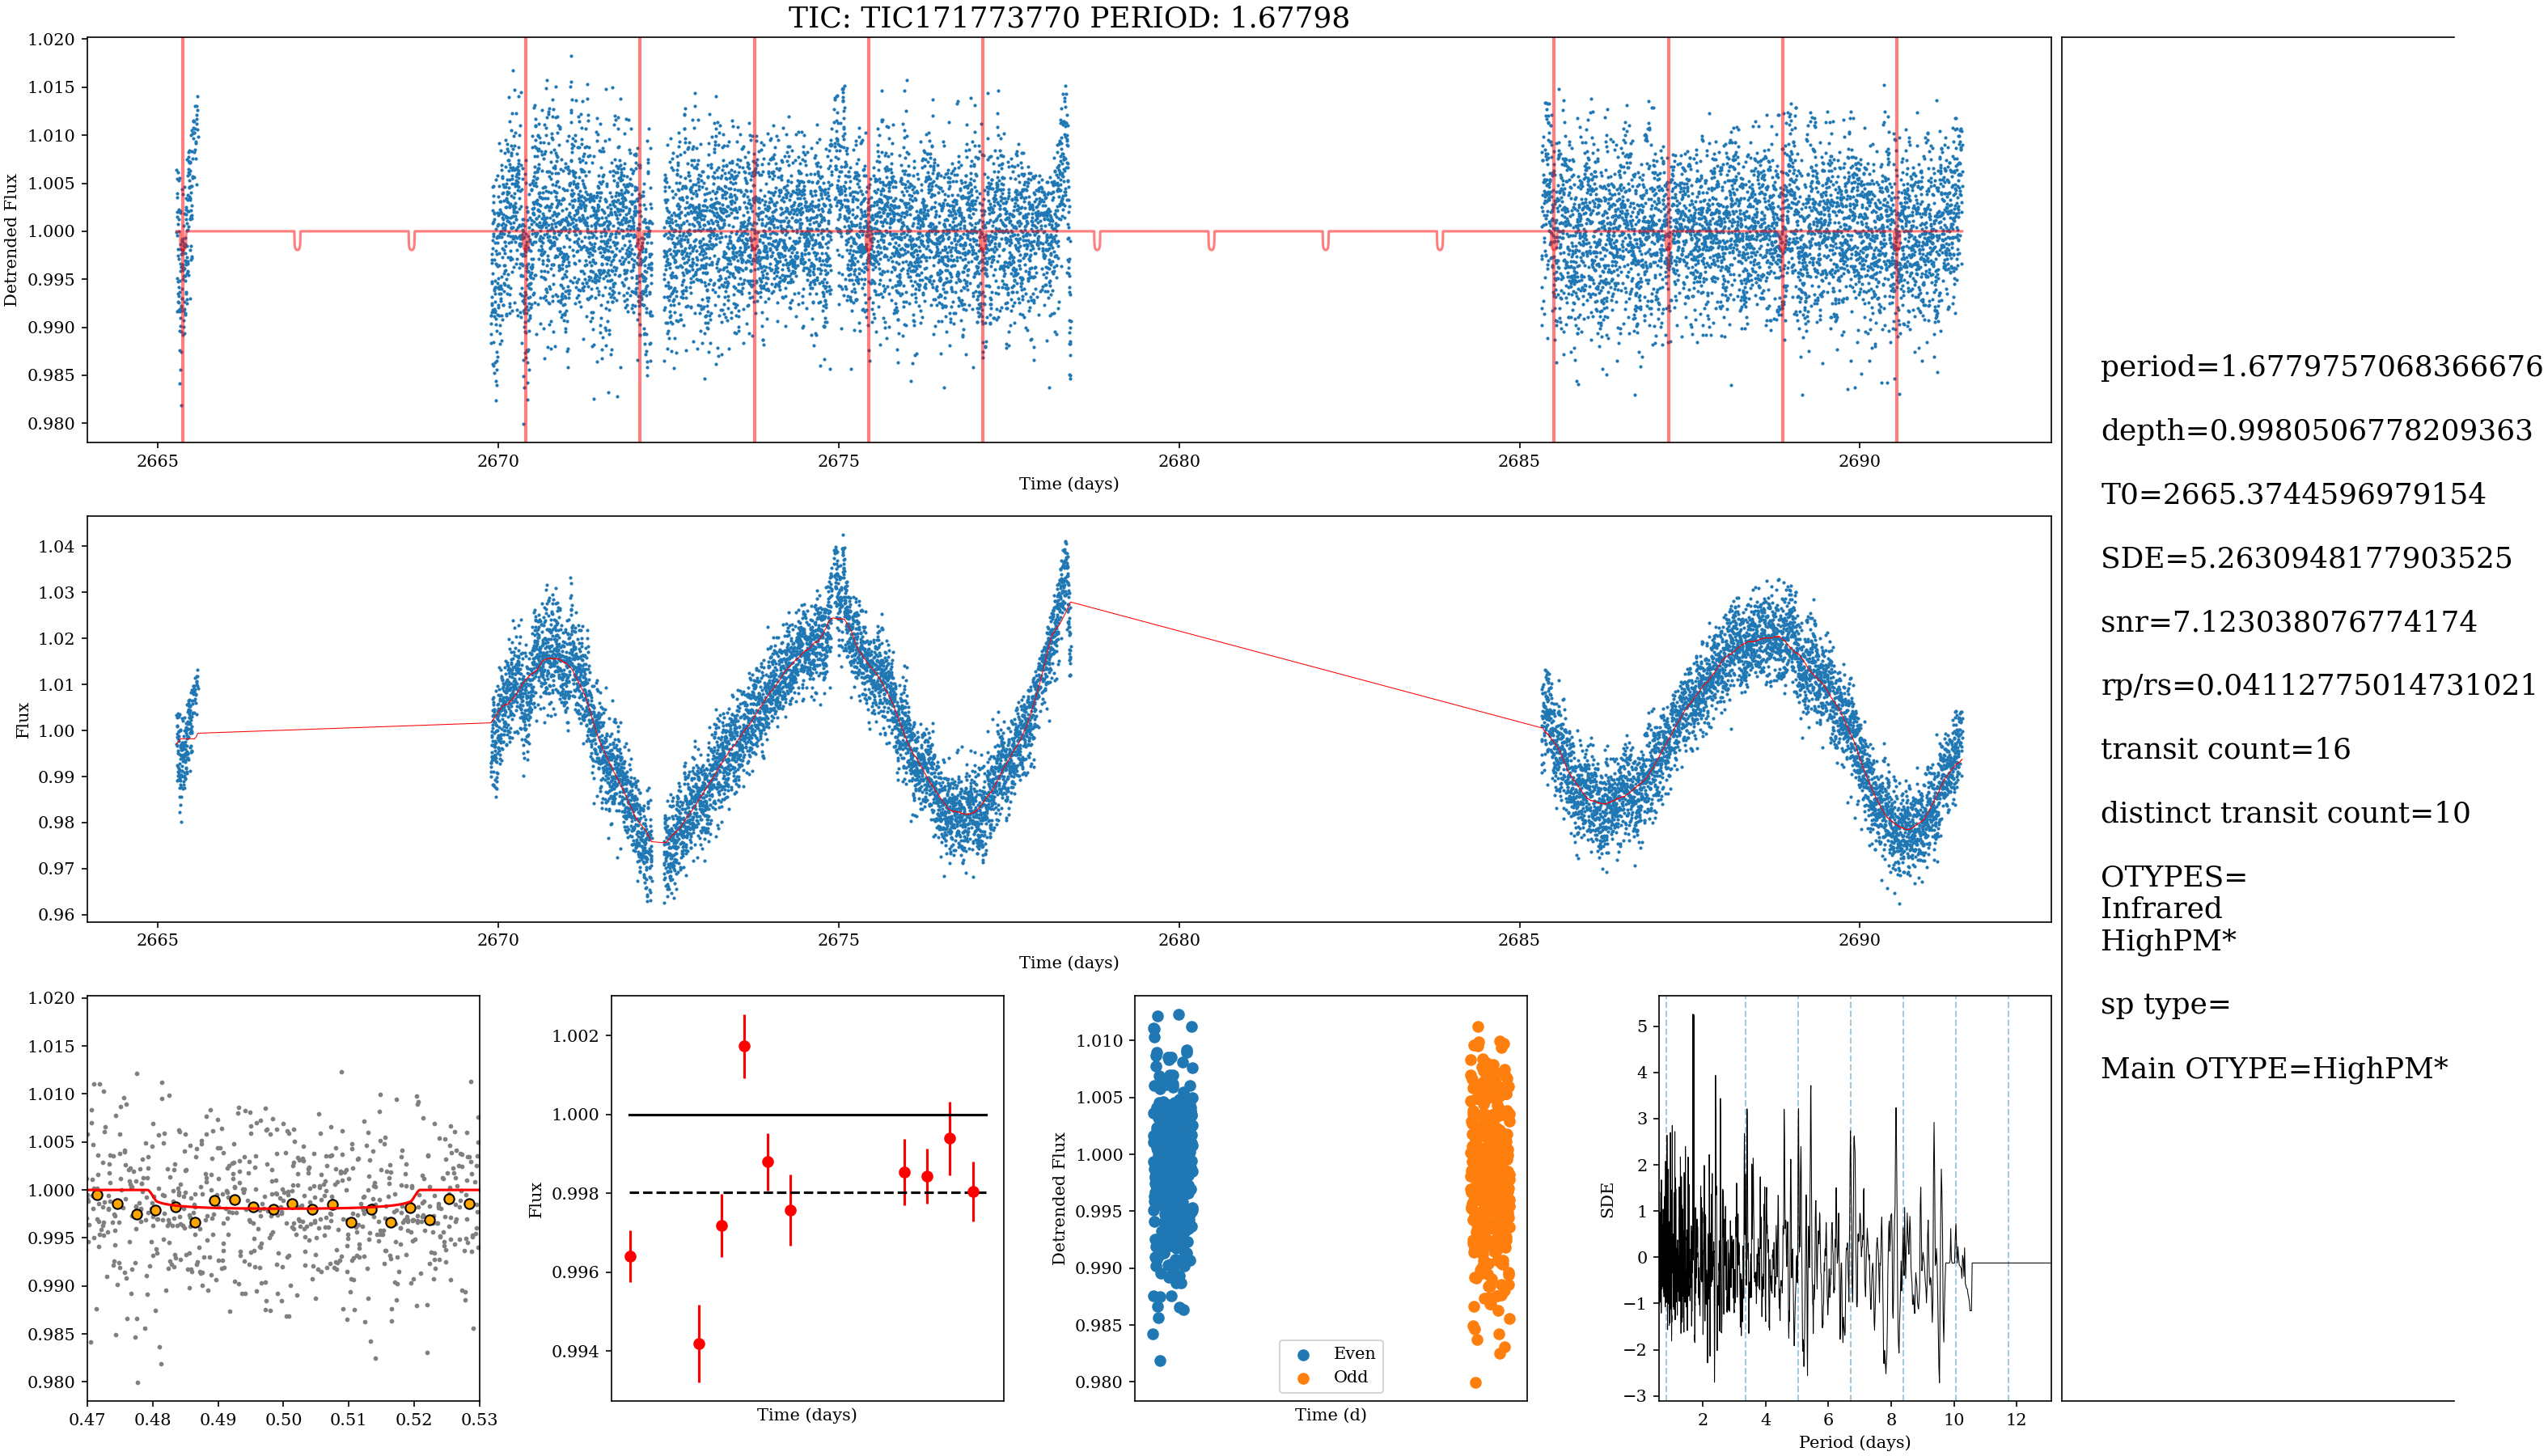 TIC: TIC171773770 PERIOD: 1.67798
1.020
1.015
1.010
1.005
1.000
0.995
0.990
0.985
0.980
Detrended Flux
2665
2670
2675
2680
2685
2690
Time (days)
1.04
1.03
1.02
1.01
1.00
0.99
0.98
0.97
0.96
Flux
2665
2670
2675
2680
2685
2690
Time (days)
period=1.6779757068366676
depth=0.9980506778209363
T0=2665.3744596979154
SDE=5.2630948177903525
snr=7.123038076774174
rp/rs=0.04112775014731021
transit count=16
distinct transit count=10
OTYPES=
Infrared
HighPM*
sp type=
Main OTYPE=HighPM*
1.020
1.015
1.010
1.005
1.000
0.995
0.990
0.985
0.980
0.47
0.48
0.49
0.50
0.51
0.52
0.53
1.002
1.000
0.998
0.996
0.994
Flux
Time (days)
1.010
1.005
1.000
0.995
0.990
0.985
0.980
Detrended Flux
Even
Odd
Time (d)
5
4
3
2
1
0
−1
−2
−3
SDE
2
4
6
8
10
12
Period (days)